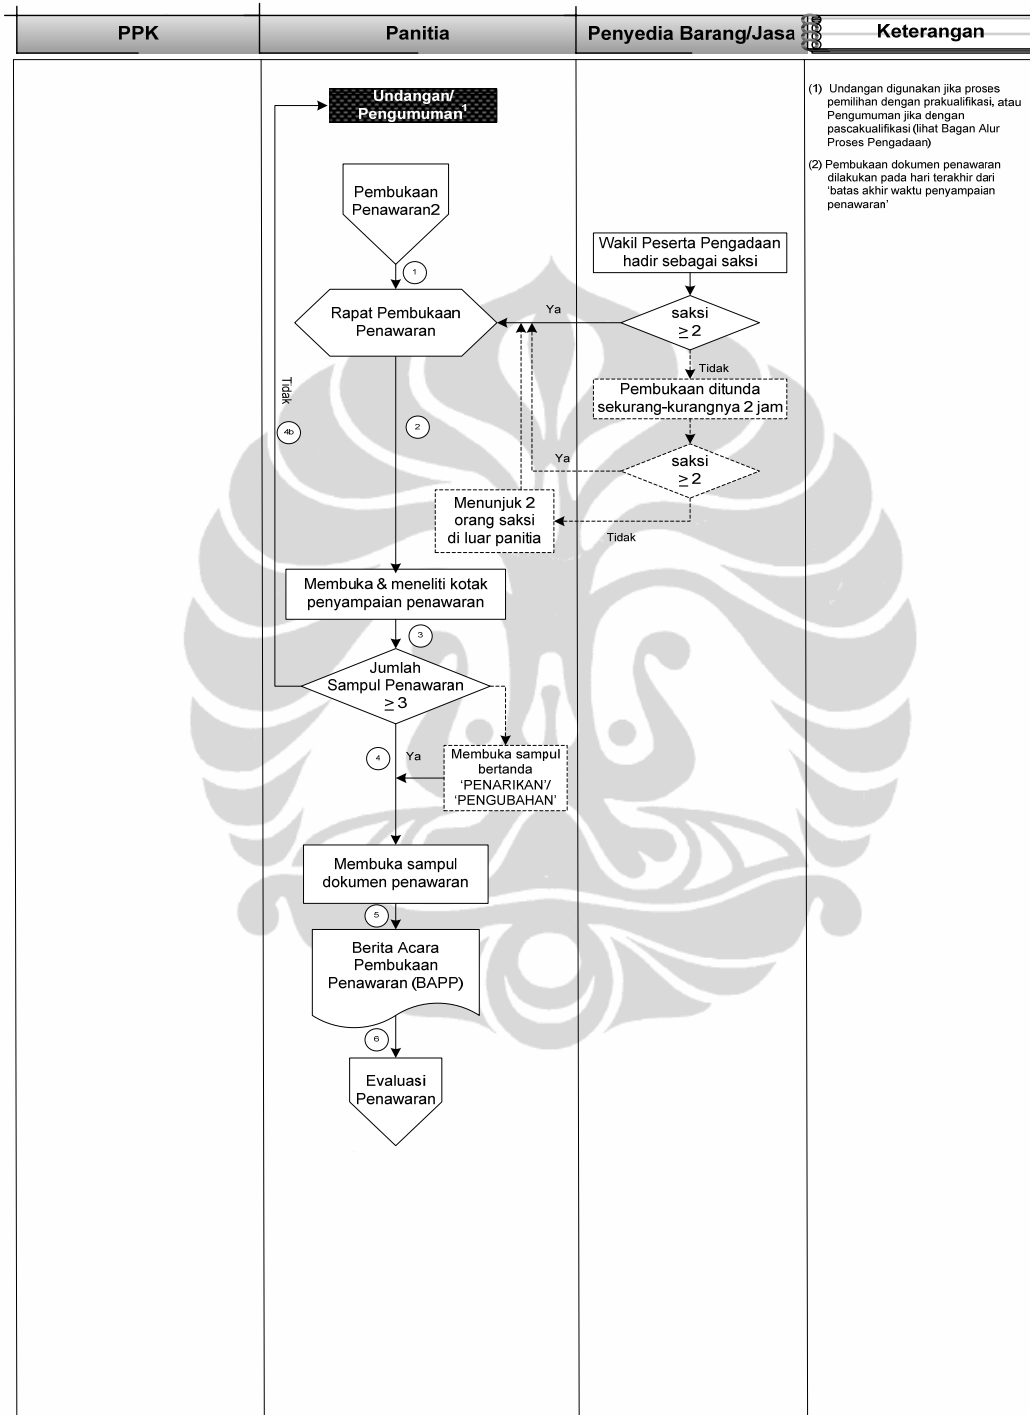 PPK
Panitia
Penyedia Barang/Jasa
Keterangan
Undangan/
Pengumuman1
(1) Undangan digunakan jika proses
pemilihan dengan prakualifikasi, atau
Pengumuman jika dengan
pascakualifikasi (lihat Bagan Alur
Proses Pengadaan)
(2) Pembukaan dokumen penawaran
dilakukan pada hari terakhir dari
‘batas akhir waktu penyampaian
penawaran’
Pembukaan
Penawaran2
1
Wakil Peserta Pengadaan
hadir sebagai saksi
Rapat Pembukaan
Penawaran
Ya
saksi
≥ 2
Tidak
Pembukaan ditunda
sekurang-kurangnya 2 jam
Tidak
4b
2
Ya
saksi
≥ 2
Menunjuk 2
orang saksi
di luar panitia
Tidak
Membuka & meneliti kotak
penyampaian penawaran
3
Jumlah
Sampul Penawaran
≥ 3
4
Ya
Membuka sampul
bertanda
‘PENARIKAN’/
‘PENGUBAHAN’
Membuka sampul
dokumen penawaran
5
Berita Acara
Pembukaan
Penawaran (BAPP)
6
Evaluasi
Penawaran